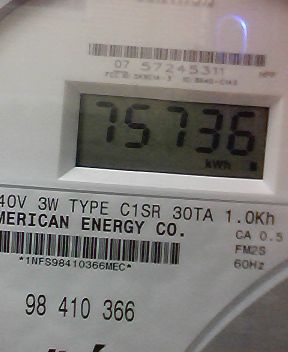 07 57245311
75736
kWh
40V 3W TYPE C1SR 30TA 1.0Kh
MERICAN ENERGY CO.
CA 0.5
FM2S
60Hz
*1NFS98410366MEC*
98 410 366